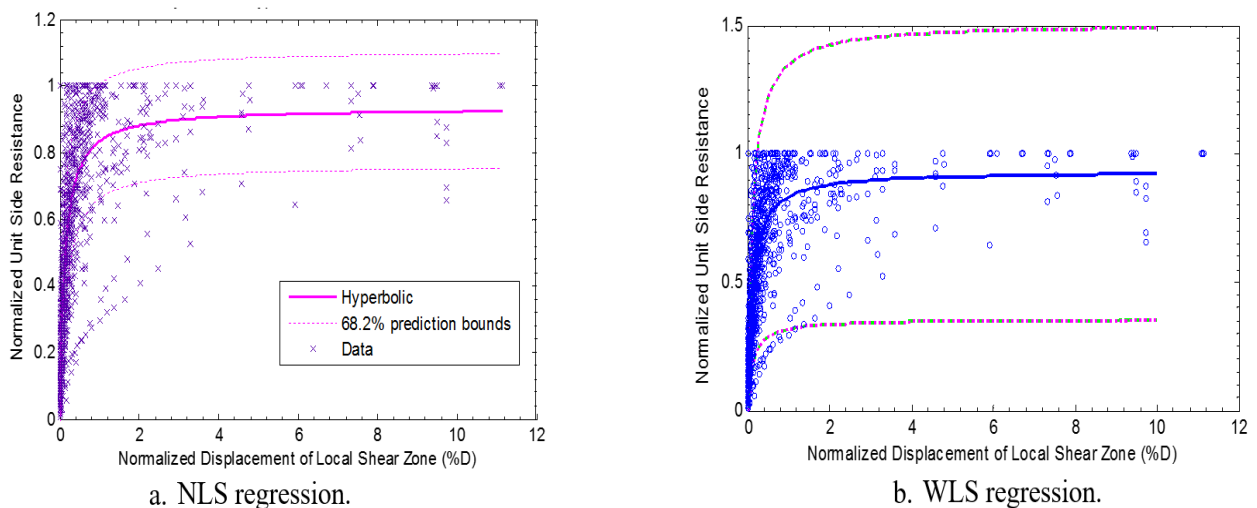 1.2
1
0.8
0.6
0.4
0.2
0
Normalized Unit Side Resistance
Hyperbolic
68.2% prediction bounds
Data
0 2 4 6 8 10 12
Normalized Displacement of Local Shear Zone (%D)
a. NLS regression.
1.5
1
0.5
0
Normalized Unit Side Resistance
0 2 4 6 8 10 12
Normalized Displacement of Local Shear Zone (%D)
b. WLS regression.